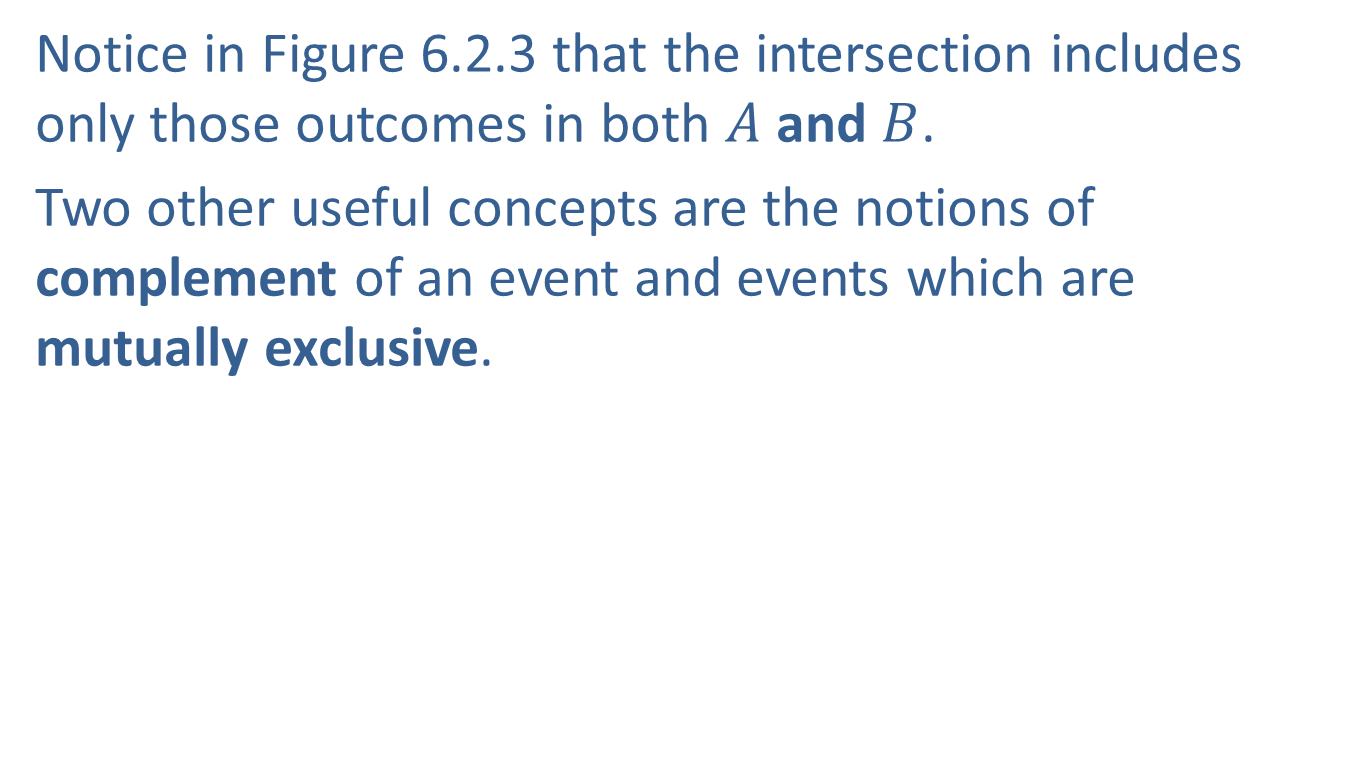 Notice in Figure 6.2.3 that the intersection includes
only those outcomes in both A and B.
Two other useful concepts are the notions of
complement of an event and events which are
mutually exclusive.